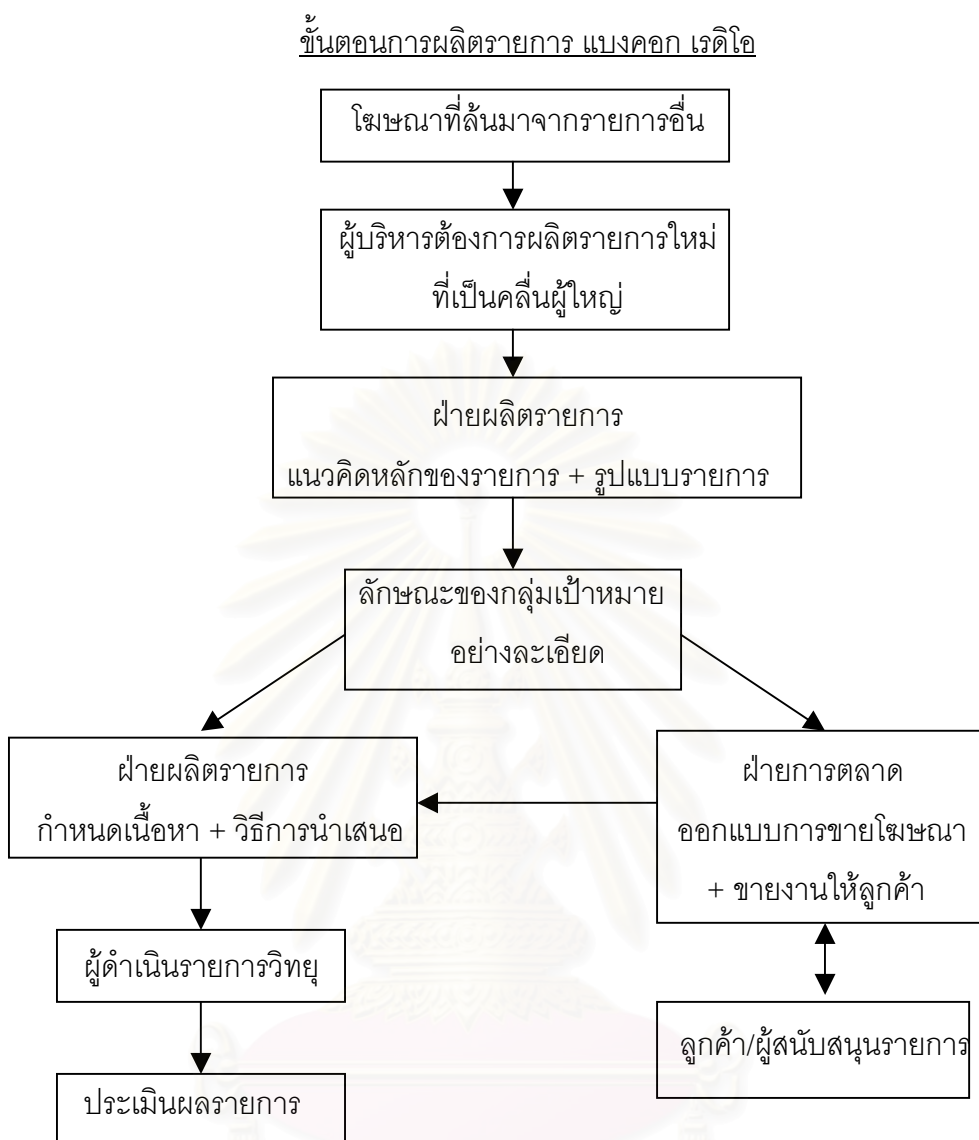 ขั้นตอนการผลิตรายการ แบงคอก เรดิโอ
โฆษณาที่ล้นมาจากรายการอื่น
ผู้บริหารต้องการผลิตรายการใหม่
ที่เป็นคลื่นผู้ใหญ่
ฝ่ายผลิตรายการ
แนวคิดหลักของรายการ + รูปแบบรายการ
ลักษณะของกลุ่มเป้าหมาย
อย่างละเอียด
ฝ่ายผลิตรายการ
กำหนดเนื้อหา + วิธีการนำเสนอ
ฝ่ายการตลาด
ออกแบบการขายโฆษณา
+ ขายงานให้ลูกค้า
ผู้ดำเนินรายการวิทยุ
ลูกค้า/ผู้สนับสนุนรายการ
ประเมินผลรายการ